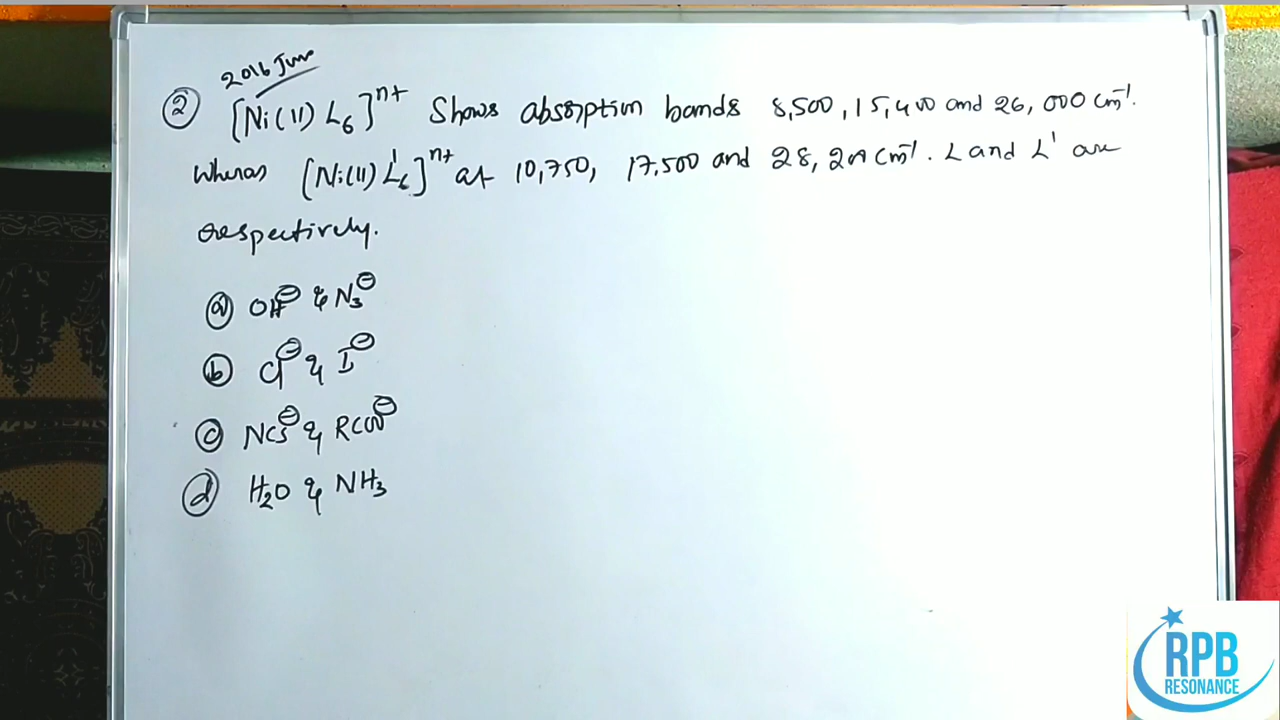 2016 June
② [Ni(II) L6]n+ Shows absorption bands 8,500, 15,400 and 26,000 cm-1.
Wheras [Ni(II) L'6]n+ at 10,750, 17,500 and 28,200 cm-1. L and L' are
respectively.
ⓐ OH⊖ & N3⊖
ⓑ Cl⊖ & I⊖
ⓒ NCS⊖ & RCOO⊖
ⓓ H2O & NH3
RPB
RESONANCE